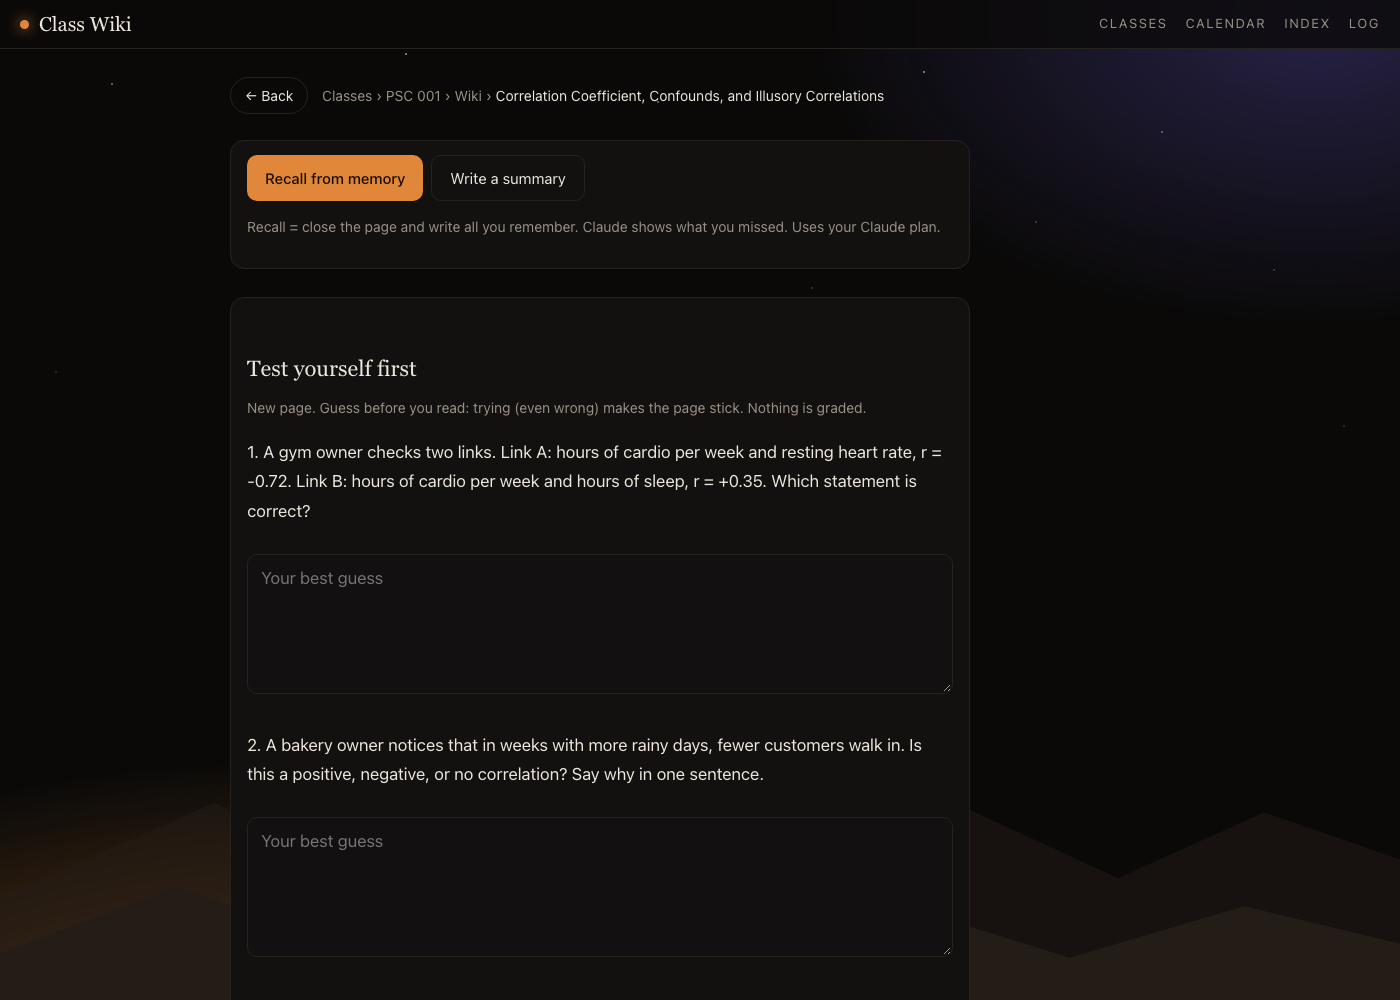 Class Wiki
CLASSES CALENDAR INDEX LOG
← Back
Classes › PSC 001 › Wiki › Correlation Coefficient, Confounds, and Illusory Correlations
Recall from memory
Write a summary
Recall = close the page and write all you remember. Claude shows what you missed. Uses your Claude plan.
Test yourself first
New page. Guess before you read: trying (even wrong) makes the page stick. Nothing is graded.
1. A gym owner checks two links. Link A: hours of cardio per week and resting heart rate, r =
-0.72. Link B: hours of cardio per week and hours of sleep, r = +0.35. Which statement is
correct?
Your best guess
2. A bakery owner notices that in weeks with more rainy days, fewer customers walk in. Is
this a positive, negative, or no correlation? Say why in one sentence.
Your best guess